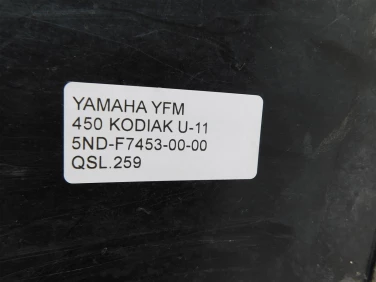 YAMAHA YFM
450 KODIAK U-11
5ND-F7453-00-00
QSL.259